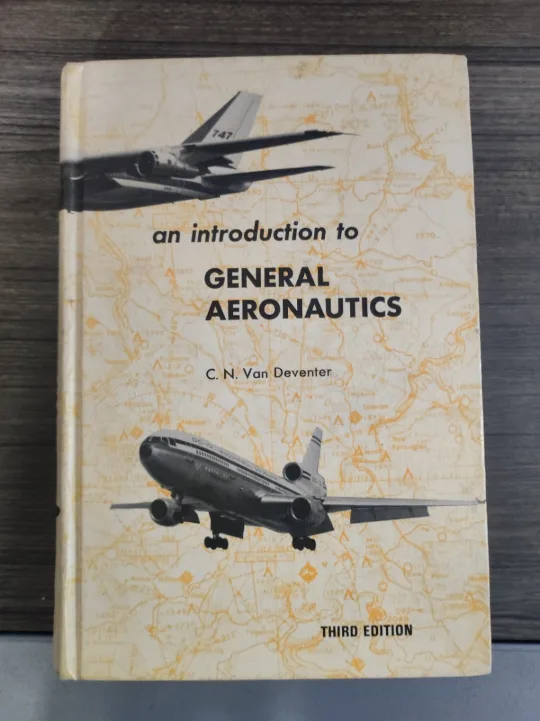 747
an introduction to
GENERAL
AERONAUTICS
C. N. Van Deventer
THIRD EDITION